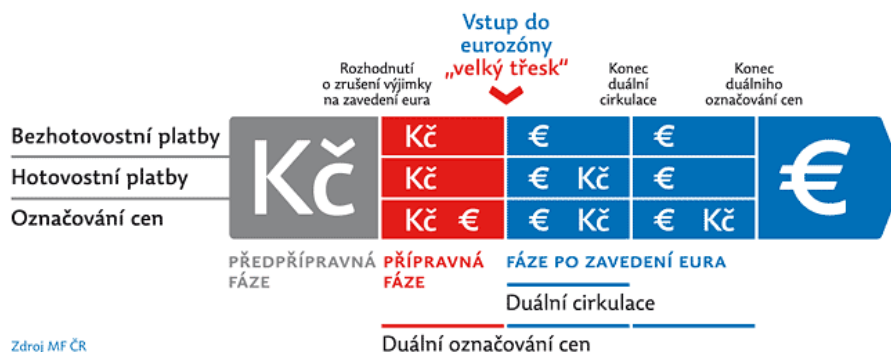 Vstup do
eurozóny
„velký třesk“
Rozhodnutí
o zrušení výjimky
na zavedení eura
Konec
duální
cirkulace
Konec
duálního
označování cen
Bezhotovostní platby
Hotovostní platby
Označování cen
Kč
Kč € €
Kč € Kč €
Kč € € Kč € Kč
€
PŘEDPŘÍPRAVNÁ
FÁZE
PŘÍPRAVNÁ
FÁZE
FÁZE PO ZAVEDENÍ EURA
Duální cirkulace
Duální označování cen
Zdroj MF ČR